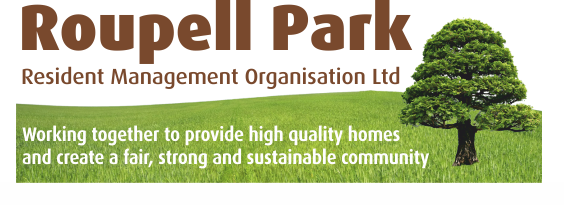 Roupell Park
Resident Management Organisation Ltd
Working together to provide high quality homes
and create a fair, strong and sustainable community